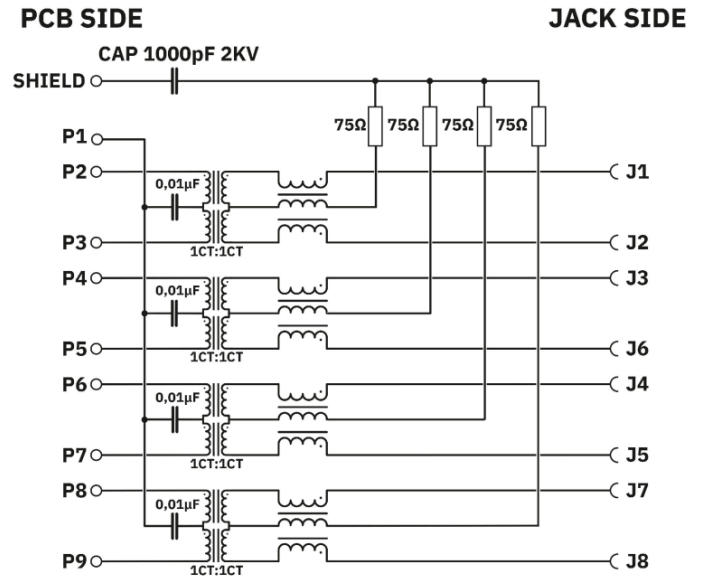 PCB SIDE JACK SIDE
CAP 1000pF 2KV
SHIELD
75Ω 75Ω 75Ω 75Ω
P1
P2 J1
0,01µF
P3 J2
1CT:1CT
P4 J3
0,01µF
P5 J6
1CT:1CT
P6 J4
0,01µF
P7 J5
1CT:1CT
P8 J7
0,01µF
P9 J8
1CT:1CT